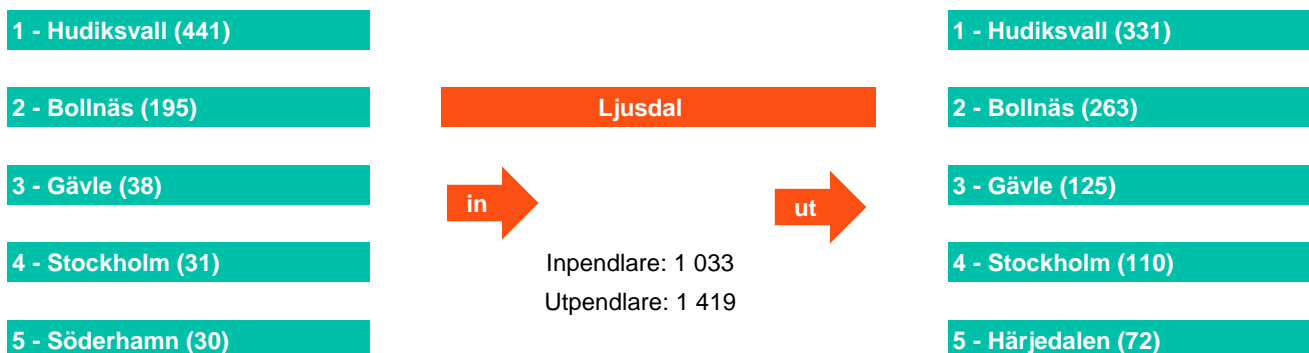 1 - Hudiksvall (441)
2 - Bollnäs (195)
3 - Gävle (38)
4 - Stockholm (31)
5 - Söderhamn (30)
Ljusdal
in
ut
Inpendlare: 1 033
Utpendlare: 1 419
1 - Hudiksvall (331)
2 - Bollnäs (263)
3 - Gävle (125)
4 - Stockholm (110)
5 - Härjedalen (72)